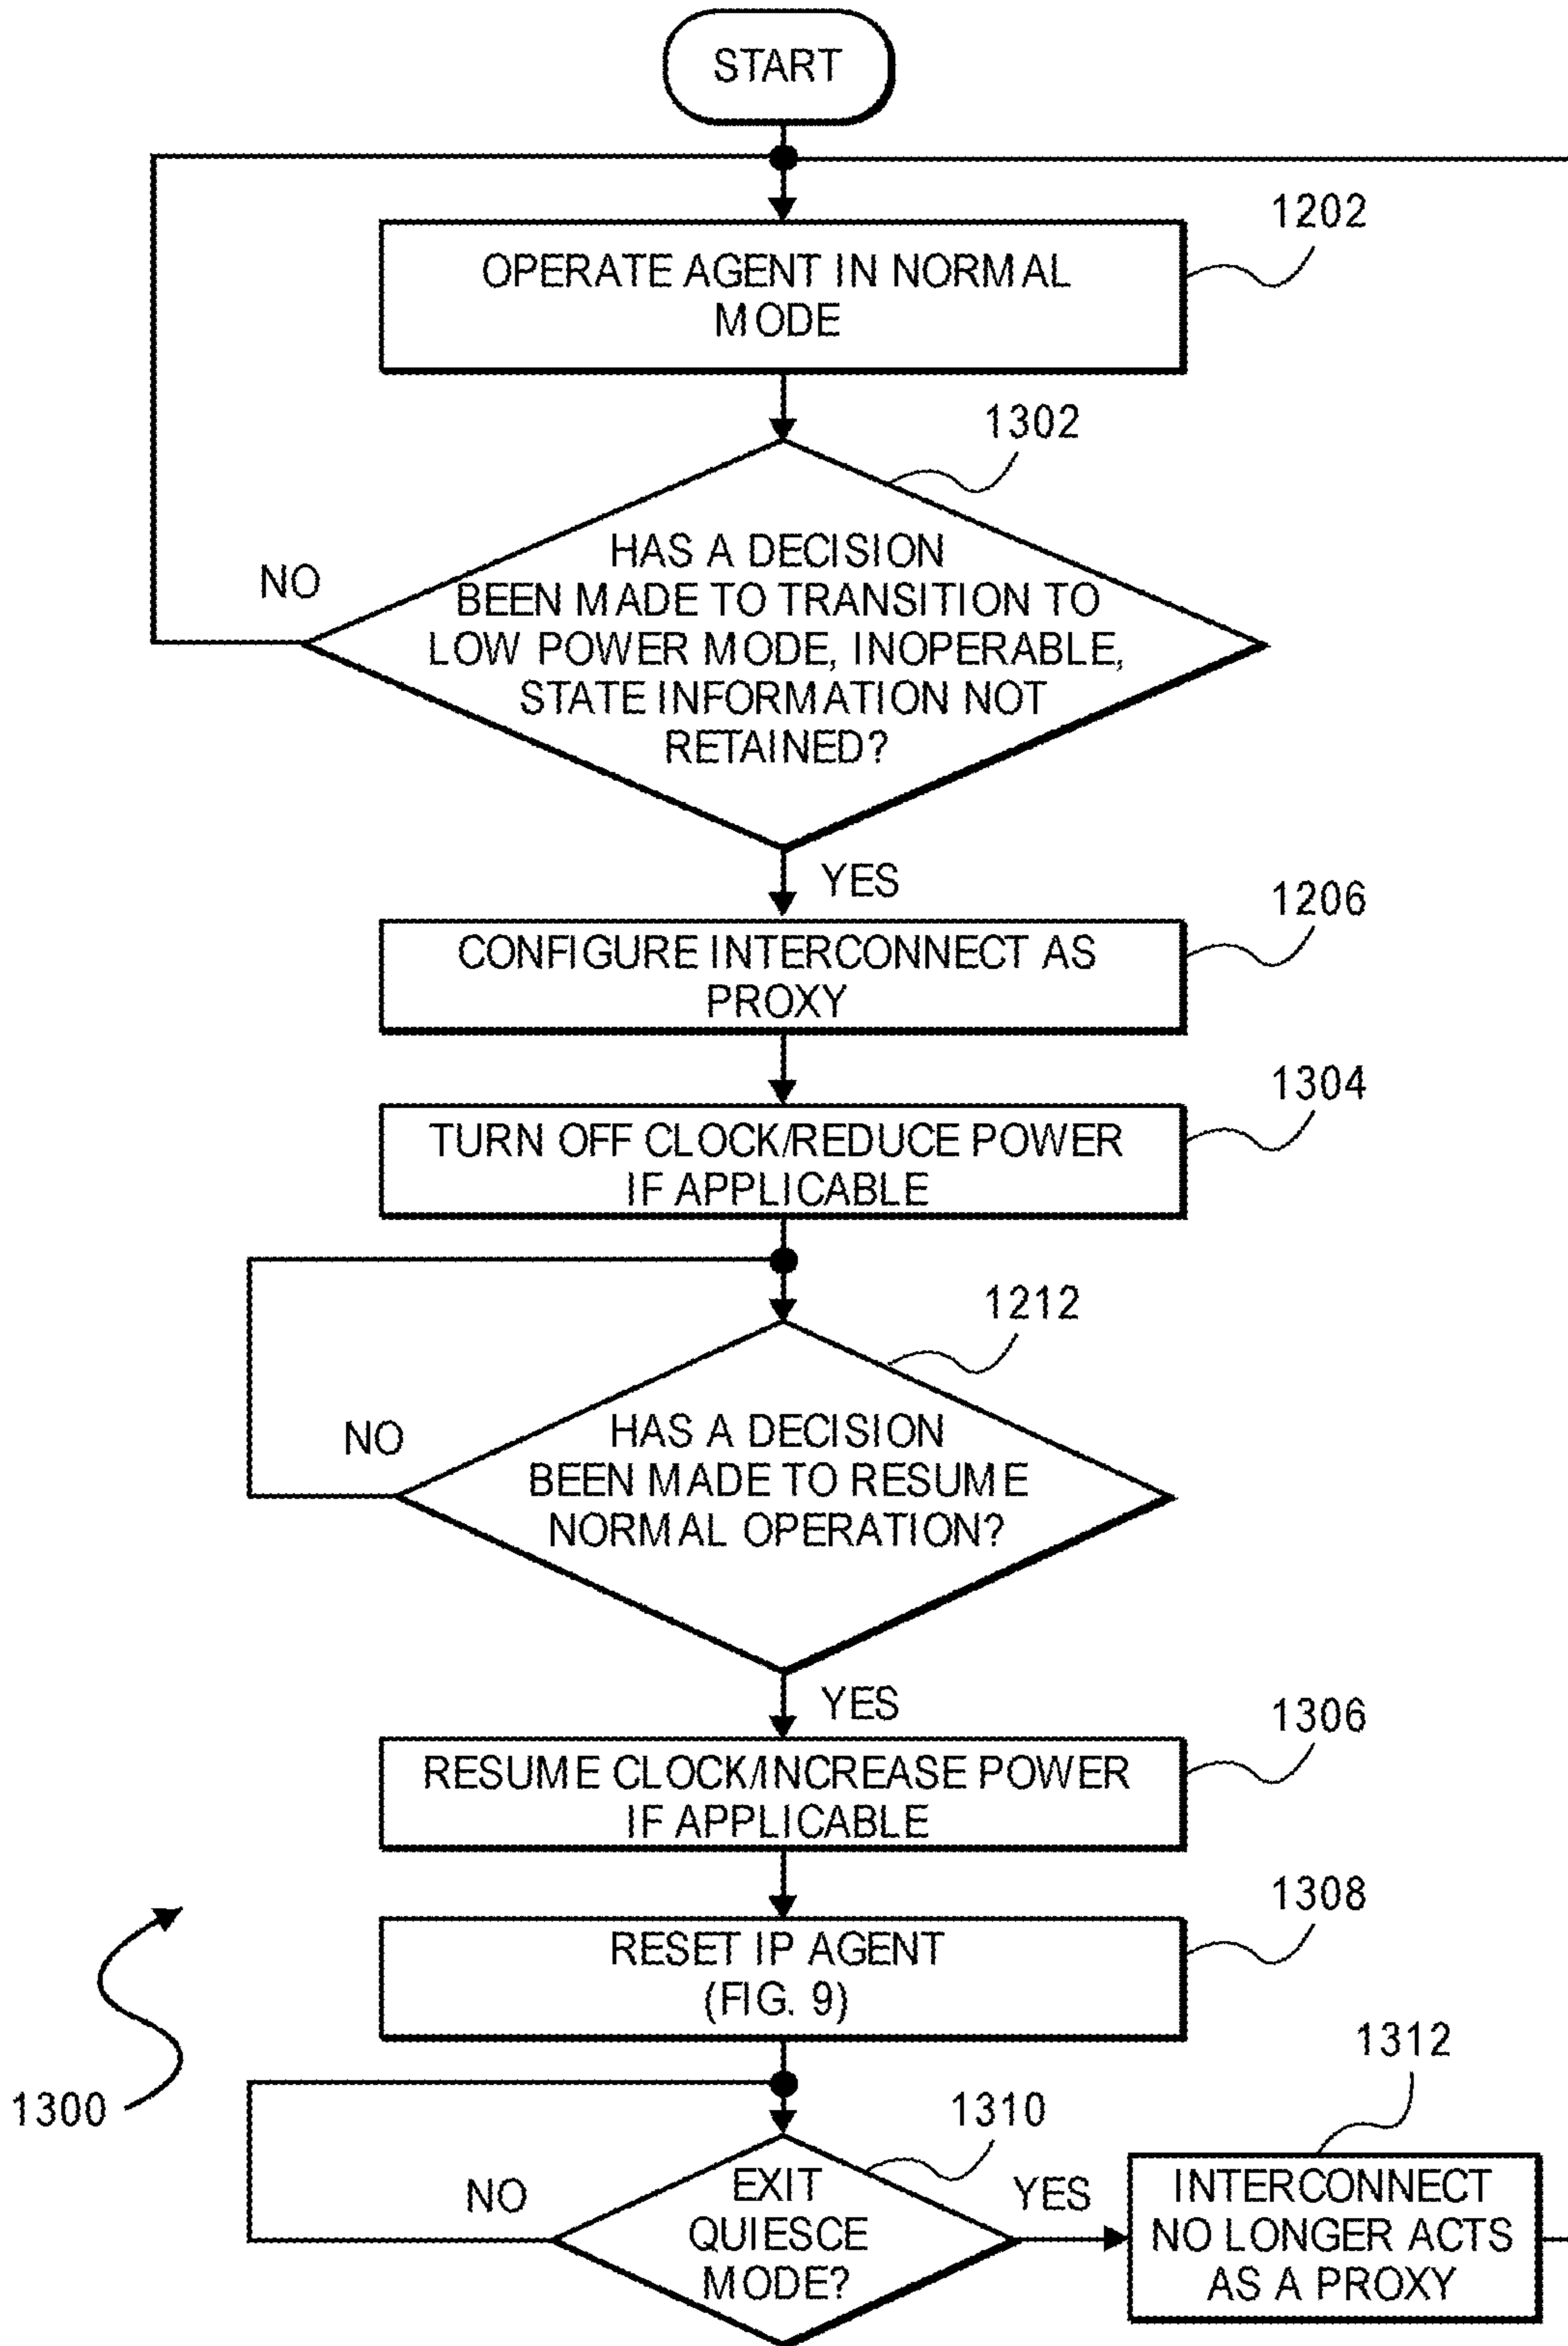 START
1202
OPERATE AGENT IN NORMAL
MODE
1302
HAS A DECISION
BEEN MADE TO TRANSITION TO
LOW POWER MODE, INOPERABLE,
STATE INFORMATION NOT
RETAINED?
NO
YES
1206
CONFIGURE INTERCONNECT AS
PROXY
1304
TURN OFF CLOCK/REDUCE POWER
IF APPLICABLE
1212
HAS A DECISION
BEEN MADE TO RESUME
NORMAL OPERATION?
NO
YES
1306
RESUME CLOCK/INCREASE POWER
IF APPLICABLE
1308
RESET IP AGENT
(FIG. 9)
1300
1310
EXIT
QUIESCE
MODE?
NO
YES
1312
INTERCONNECT
NO LONGER ACTS
AS A PROXY